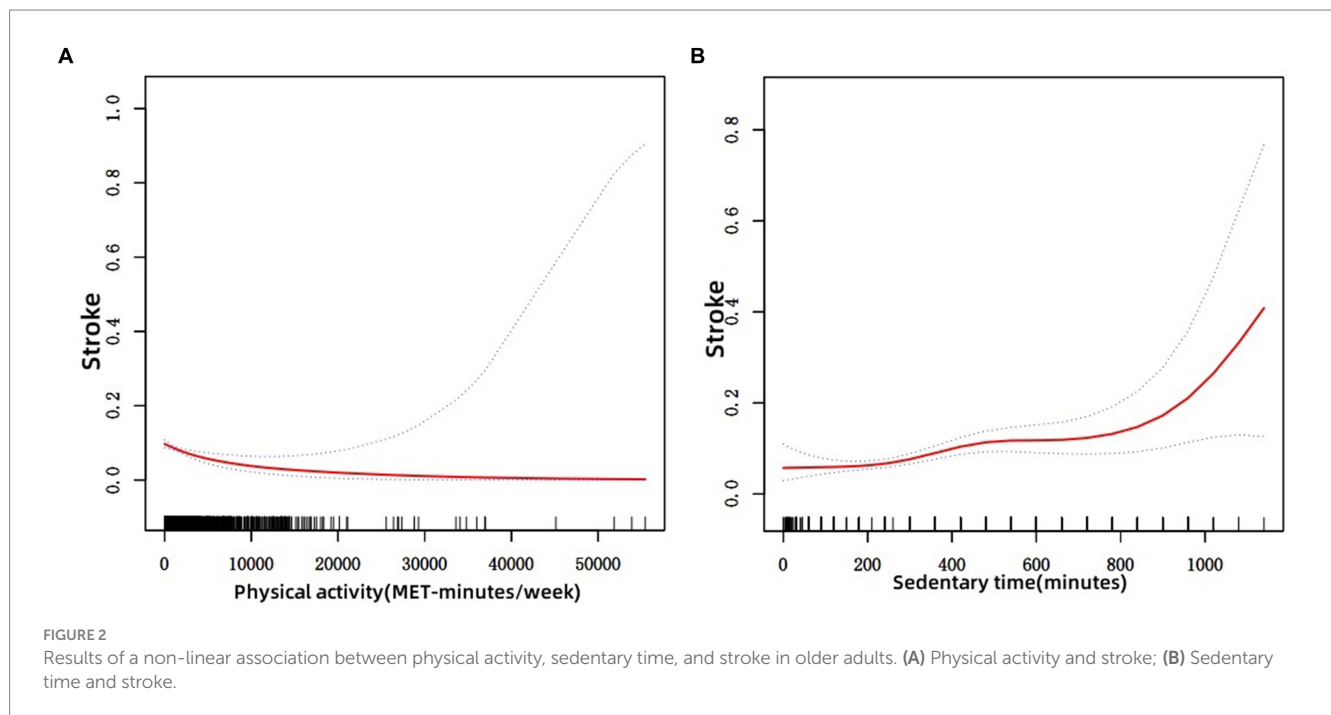 A
B
Stroke
1.0
0.8
0.6
0.4
0.2
0.0
0 10000 20000 30000 40000 50000
Physical activity(MET-minutes/week)
Stroke
0.8
0.6
0.4
0.2
0.0
0 200 400 600 800 1000
Sedentary time(minutes)
FIGURE 2
Results of a non-linear association between physical activity, sedentary time, and stroke in older adults. (A) Physical activity and stroke; (B) Sedentary
time and stroke.